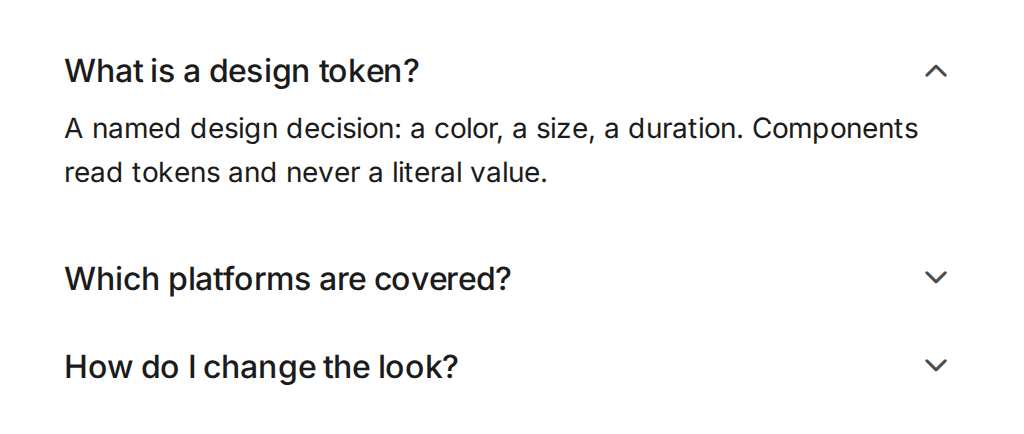 What is a design token?
A named design decision: a color, a size, a duration. Components
read tokens and never a literal value.
Which platforms are covered?
How do I change the look?